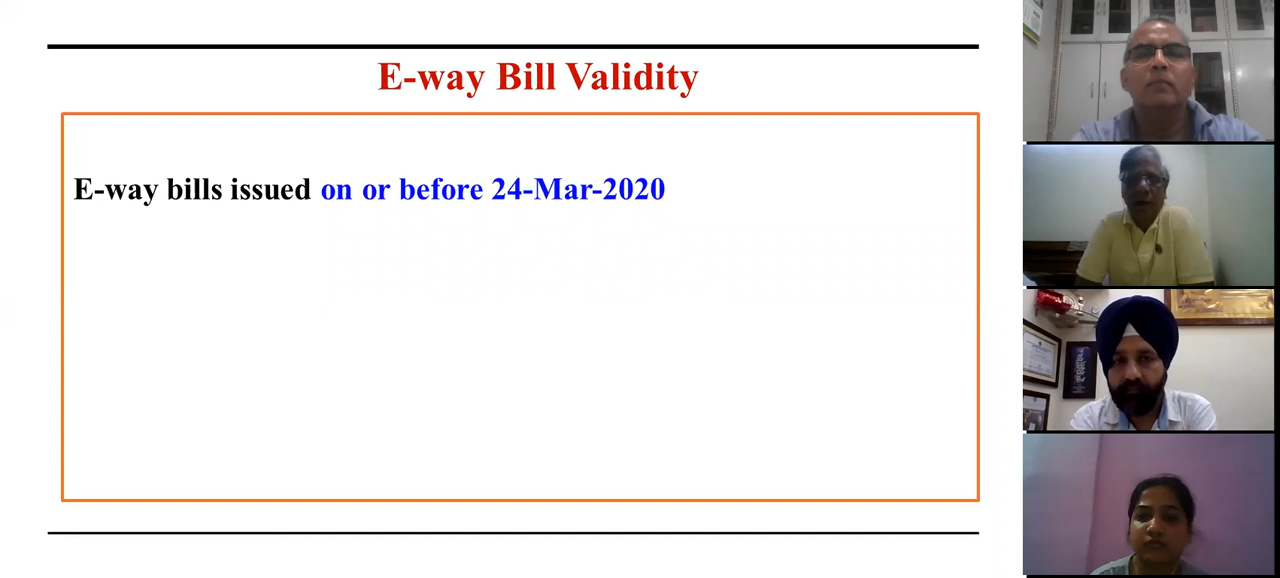 E-way Bill Validity
E-way bills issued on or before 24-Mar-2020